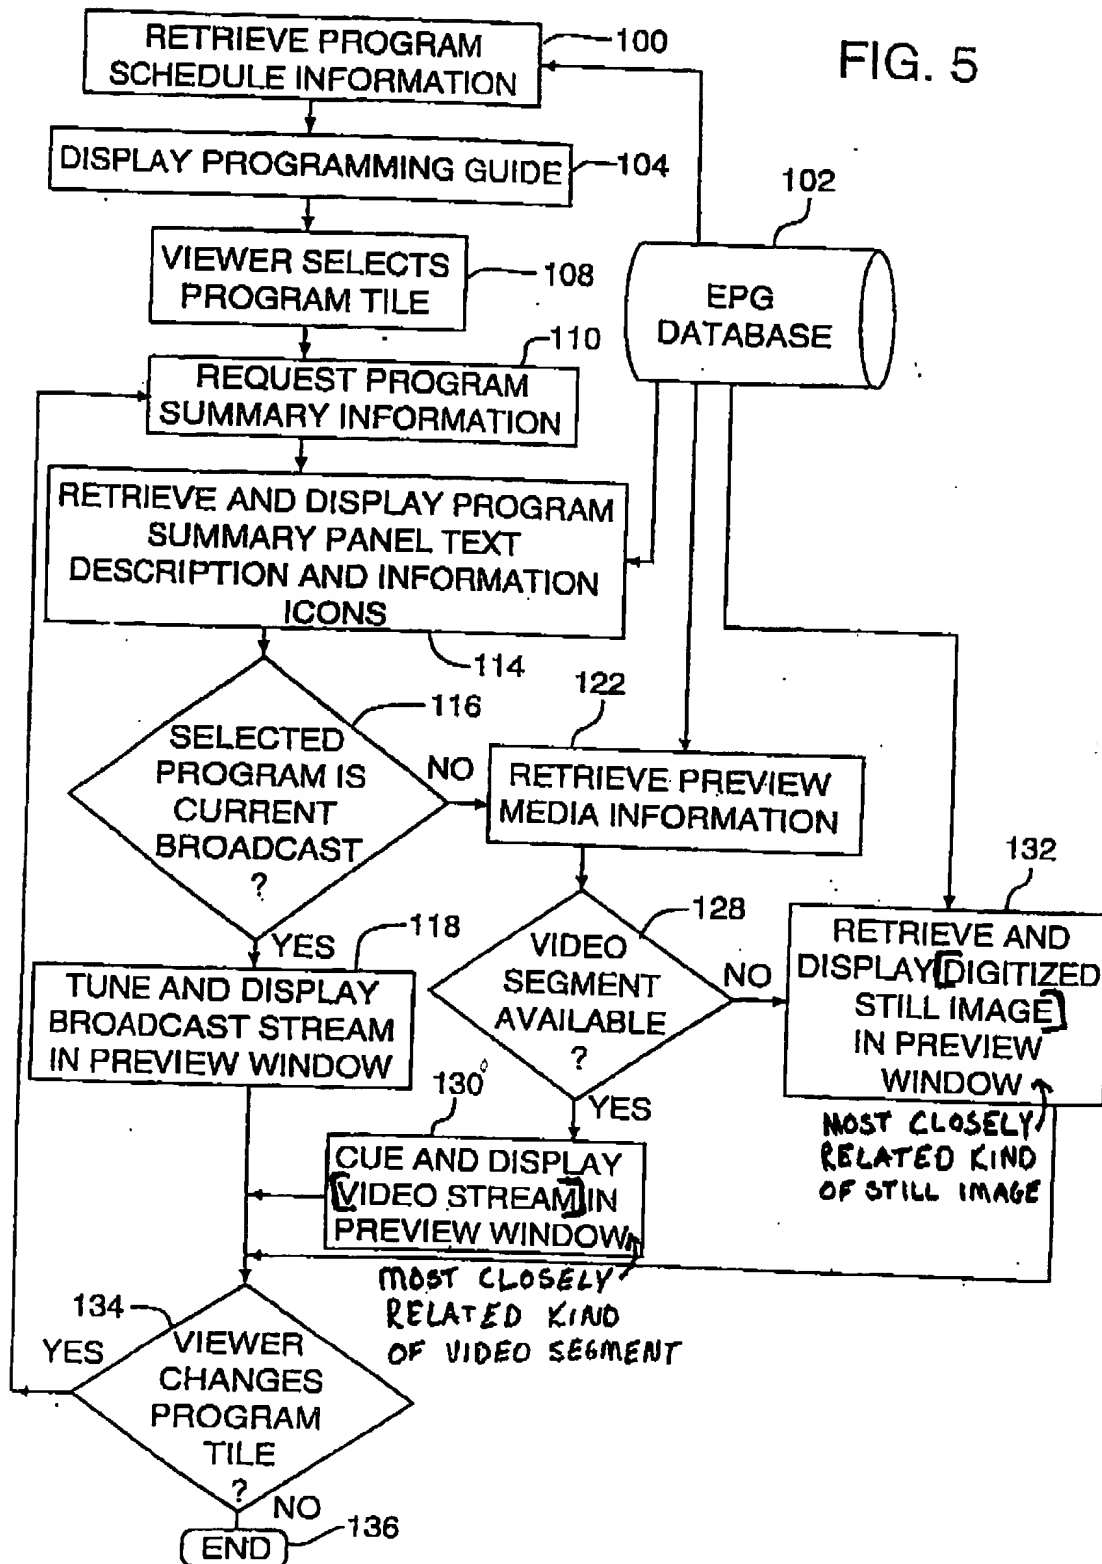 FIG. 5
RETRIEVE PROGRAM
SCHEDULE INFORMATION
100
DISPLAY PROGRAMMING GUIDE
104
102
EPG
DATABASE
VIEWER SELECTS
PROGRAM TILE
108
110
REQUEST PROGRAM
SUMMARY INFORMATION
RETRIEVE AND DISPLAY PROGRAM
SUMMARY PANEL TEXT
DESCRIPTION AND INFORMATION
ICONS
114
116
SELECTED
PROGRAM IS
CURRENT
BROADCAST
?
NO
YES
122
RETRIEVE PREVIEW
MEDIA INFORMATION
118
TUNE AND DISPLAY
BROADCAST STREAM
IN PREVIEW WINDOW
128
VIDEO
SEGMENT
AVAILABLE
?
NO
YES
132
RETRIEVE AND
DISPLAY [DIGITIZED
STILL IMAGE]
IN PREVIEW
WINDOW
MOST CLOSELY
RELATED KIND
OF STILL IMAGE
130
CUE AND DISPLAY
[VIDEO STREAM] IN
PREVIEW WINDOW
MOST CLOSELY
RELATED KIND
OF VIDEO SEGMENT
134
YES
VIEWER
CHANGES
PROGRAM
TILE
?
NO
END
136